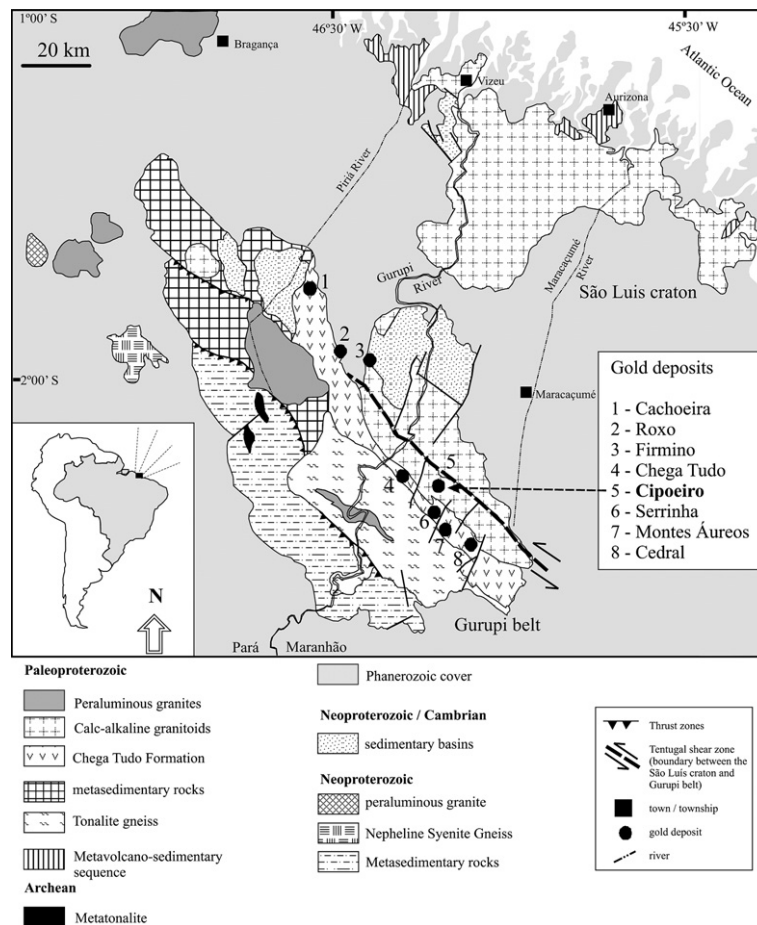 1°00' S
46°30' W
45°30' W
20 km
Bragança
Vizeu
Atlantic Ocean
Aurizona
Piriá River
Gurupi River
Maracaçumé River
São Luis craton
1
2
3
2°00' S
Maracaçumé
4
5
6
7
8
Gold deposits
1 - Cachoeira
2 - Roxo
3 - Firmino
4 - Chega Tudo
5 - Cipoeiro
6 - Serrinha
7 - Montes Áureos
8 - Cedral
N
Gurupi belt
Pará
Maranhão
Paleoproterozoic
Peraluminous granites
Calc-alkaline granitoids
Chega Tudo Formation
metasedimentary rocks
Tonalite gneiss
Metavolcano-sedimentary
sequence
Archean
Metatonalite
Phanerozoic cover
Neoproterozoic / Cambrian
sedimentary basins
Neoproterozoic
peraluminous granite
Nepheline Syenite Gneiss
Metasedimentary rocks
Thrust zones
Tentugal shear zone
(boundary between the
São Luís craton and
Gurupi belt)
town / township
gold deposit
river